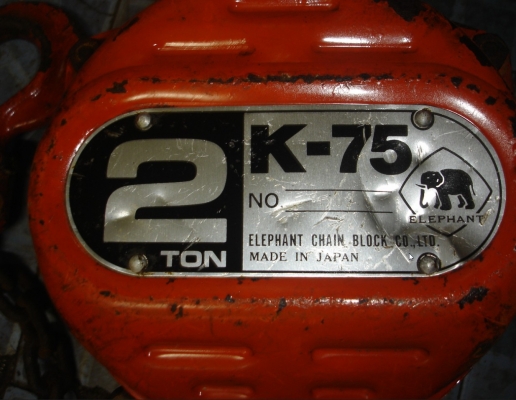 2
TON
K-75
NO.
ELEPHANT
ELEPHANT CHAIN BLOCK CO.,LTD.
MADE IN JAPAN